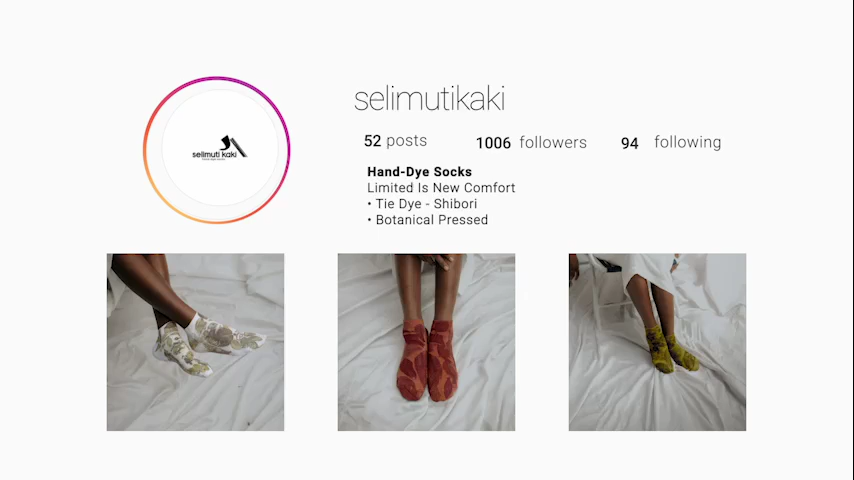 selimutikaki
52 posts
1006 followers
94 following
selimuti kaki
Hand-Dye Socks
Limited Is New Comfort
• Tie Dye - Shibori
• Botanical Pressed